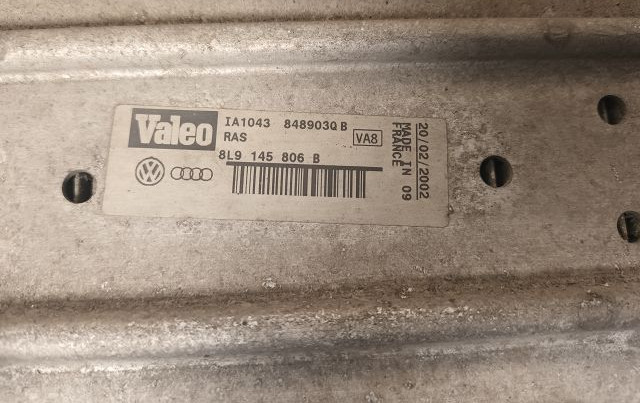 Valeo
IA1043 848903Q B
RAS
VA8
8L9 145 806 B
20/02/2002
MADE IN 09
FRANCE